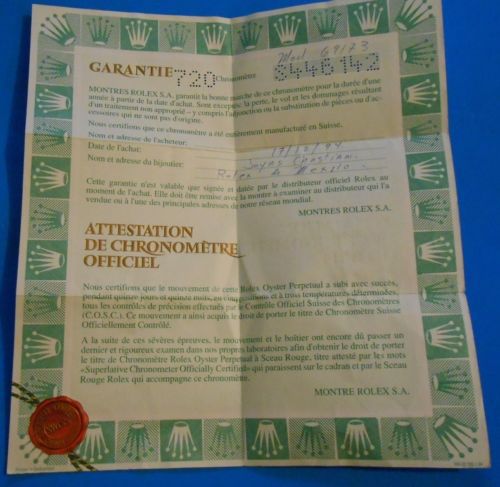 Mod 69173
GARANTIE 720 Chronomètre S446142
MONTRES ROLEX S.A. garantit la bonne marche de ce chronomètre pour la durée d'une
année à partir de la date d'achat. Sont exceptés: la perte, le vol et les dommages résultant
d'un traitement non approprié – y compris l'adjonction ou la substitution de pièces ou d'ac-
cessoires qui ne sont pas d'origine.
Nous certifions que ce chronomètre a été entièrement manufacturé en Suisse.
Nom et adresse de l'acheteur:
Date de l'achat: 17/12/94
Nom et adresse du bijoutier: Joyas
Rolex
Cette garantie n'est valable que signée et datée par le distributeur officiel Rolex au
moment de l'achat. Elle doit être remise avec la montre à examiner au distributeur qui l'a
vendue ou à l'une des principales adresses de notre réseau mondial.
MONTRES ROLEX S.A.
ATTESTATION
DE CHRONOMÈTRE
OFFICIEL
Nous certifions que le mouvement de cette Rolex Oyster Perpetual a subi avec succès,
pendant quinze jours et quinze nuits, en cinq positions et à trois températures déterminées,
tous les contrôles de précision effectués par le Contrôle Officiel Suisse des Chronomètres
(C.O.S.C.). Ce mouvement a ainsi acquis le droit de porter le titre de Chronomètre Suisse
Officiellement Contrôlé.
A la suite de ces sévères épreuves, le mouvement et le boîtier ont encore dû passer un
dernier et rigoureux examen dans nos propres laboratoires afin d'obtenir le droit de porter
le titre de Chronomètre Rolex Oyster Perpetual à Sceau Rouge, titre attesté par les mots
«Superlative Chronometer Officially Certified» qui paraissent sur le cadran et par le Sceau
Rouge Rolex qui accompagne ce chronomètre.
MONTRE ROLEX S.A.